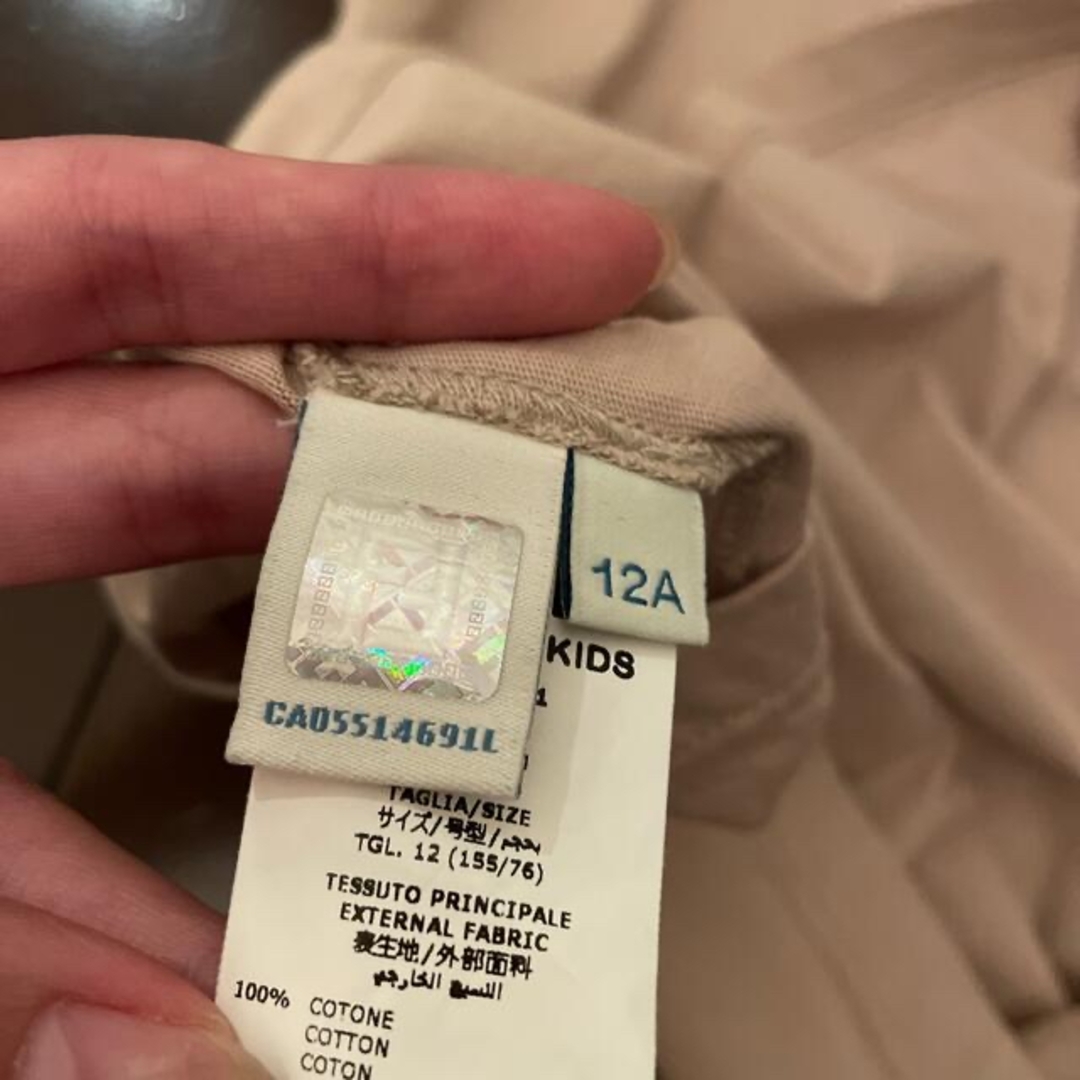 12A
CA05514691L
KIDS
1
TAGLIA/SIZE
サイズ/号型/حجم
TGL. 12 (155/76)
TESSUTO PRINCIPALE
EXTERNAL FABRIC
表生地/外部面料
النسيج الخارجي
100% COTONE
COTTON
COTON